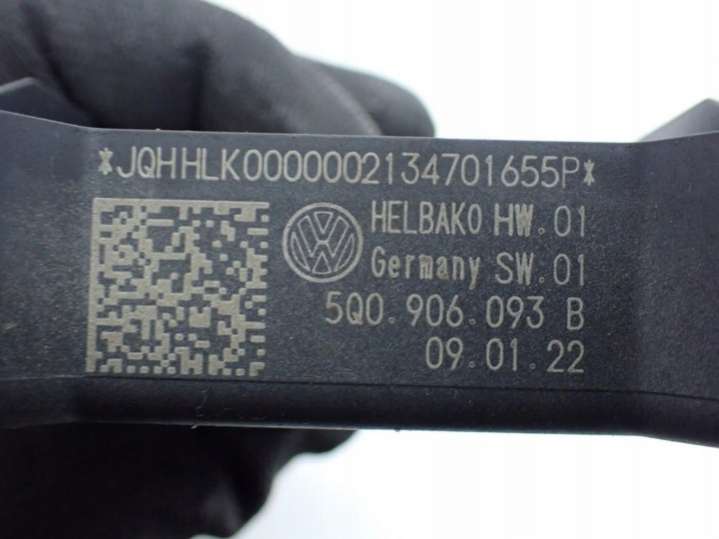 *JQHHLK0000002134701655P*
HELBAKO HW.01
Germany SW.01
5Q0.906.093 B
09.01.22